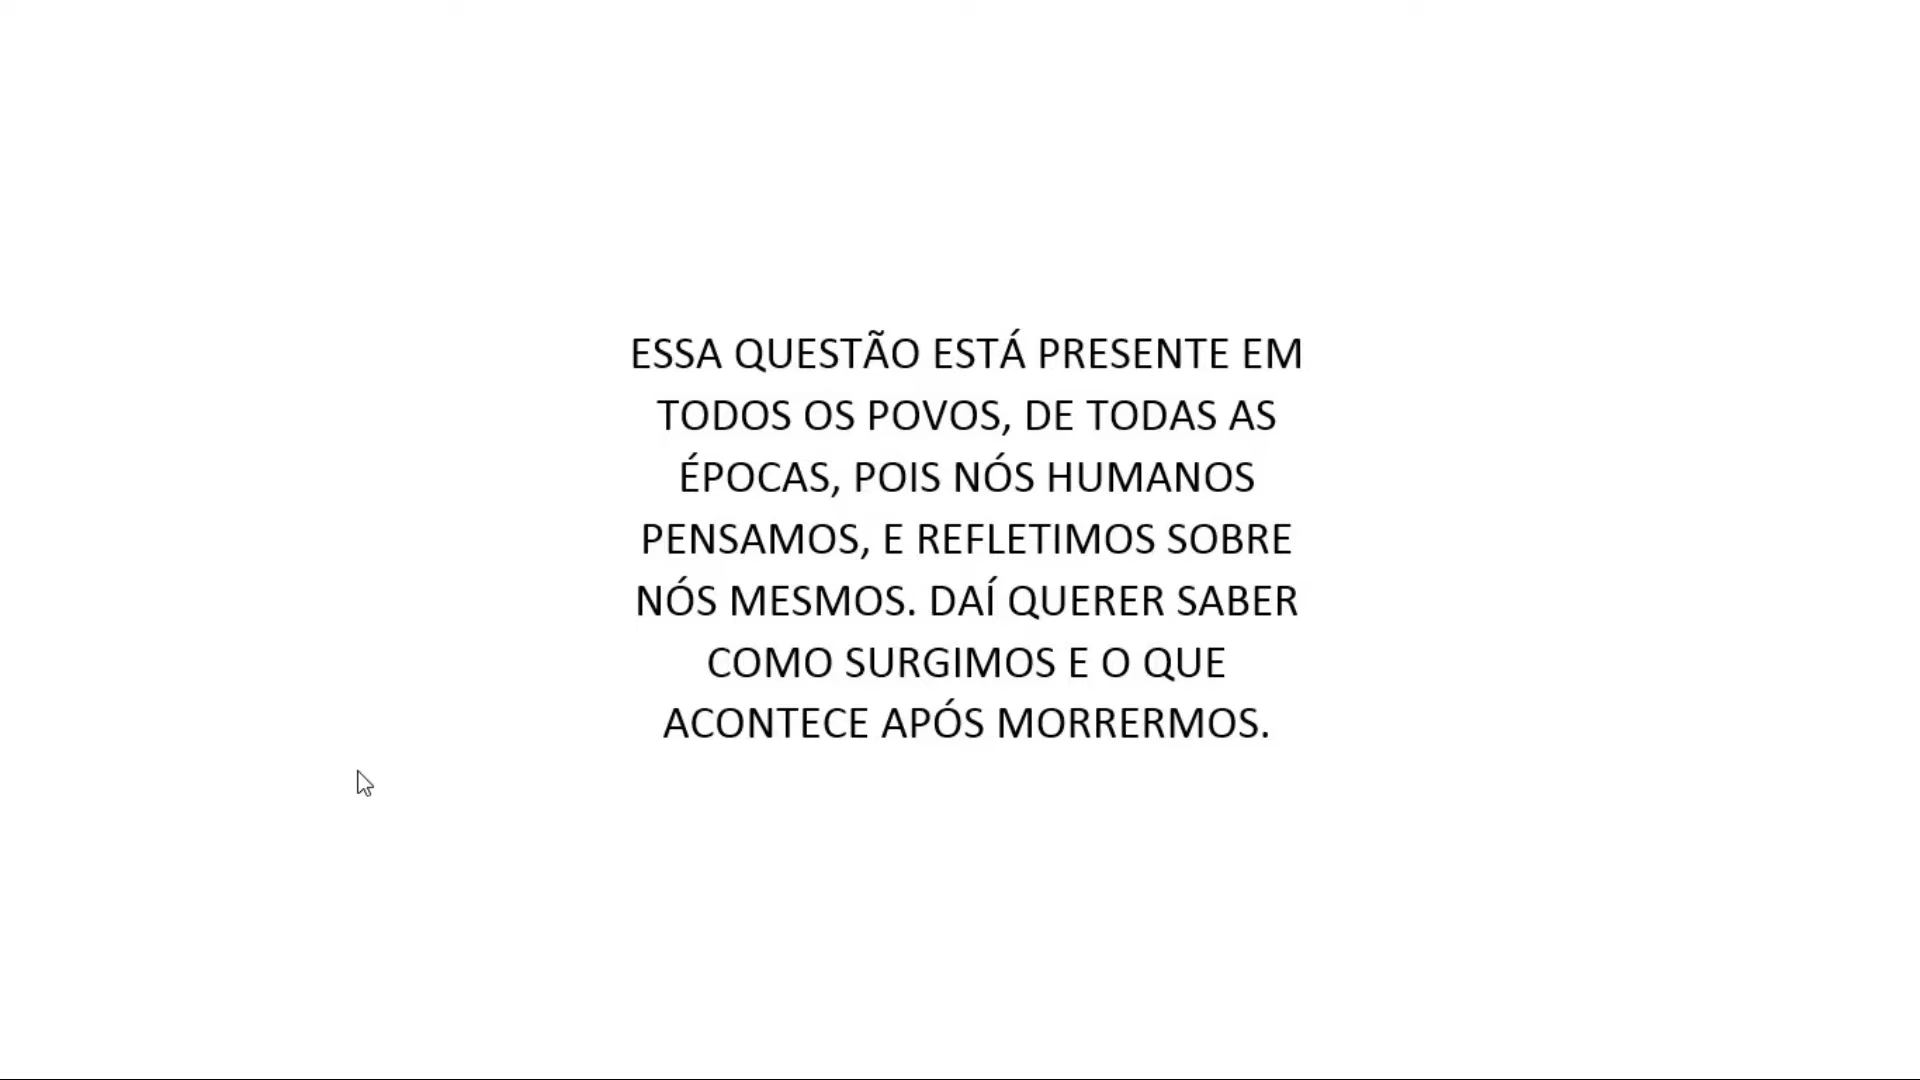 ESSA QUESTÃO ESTÁ PRESENTE EM
TODOS OS POVOS, DE TODAS AS
ÉPOCAS, POIS NÓS HUMANOS
PENSAMOS, E REFLETIMOS SOBRE
NÓS MESMOS. DAÍ QUERER SABER
COMO SURGIMOS E O QUE
ACONTECE APÓS MORRERMOS.